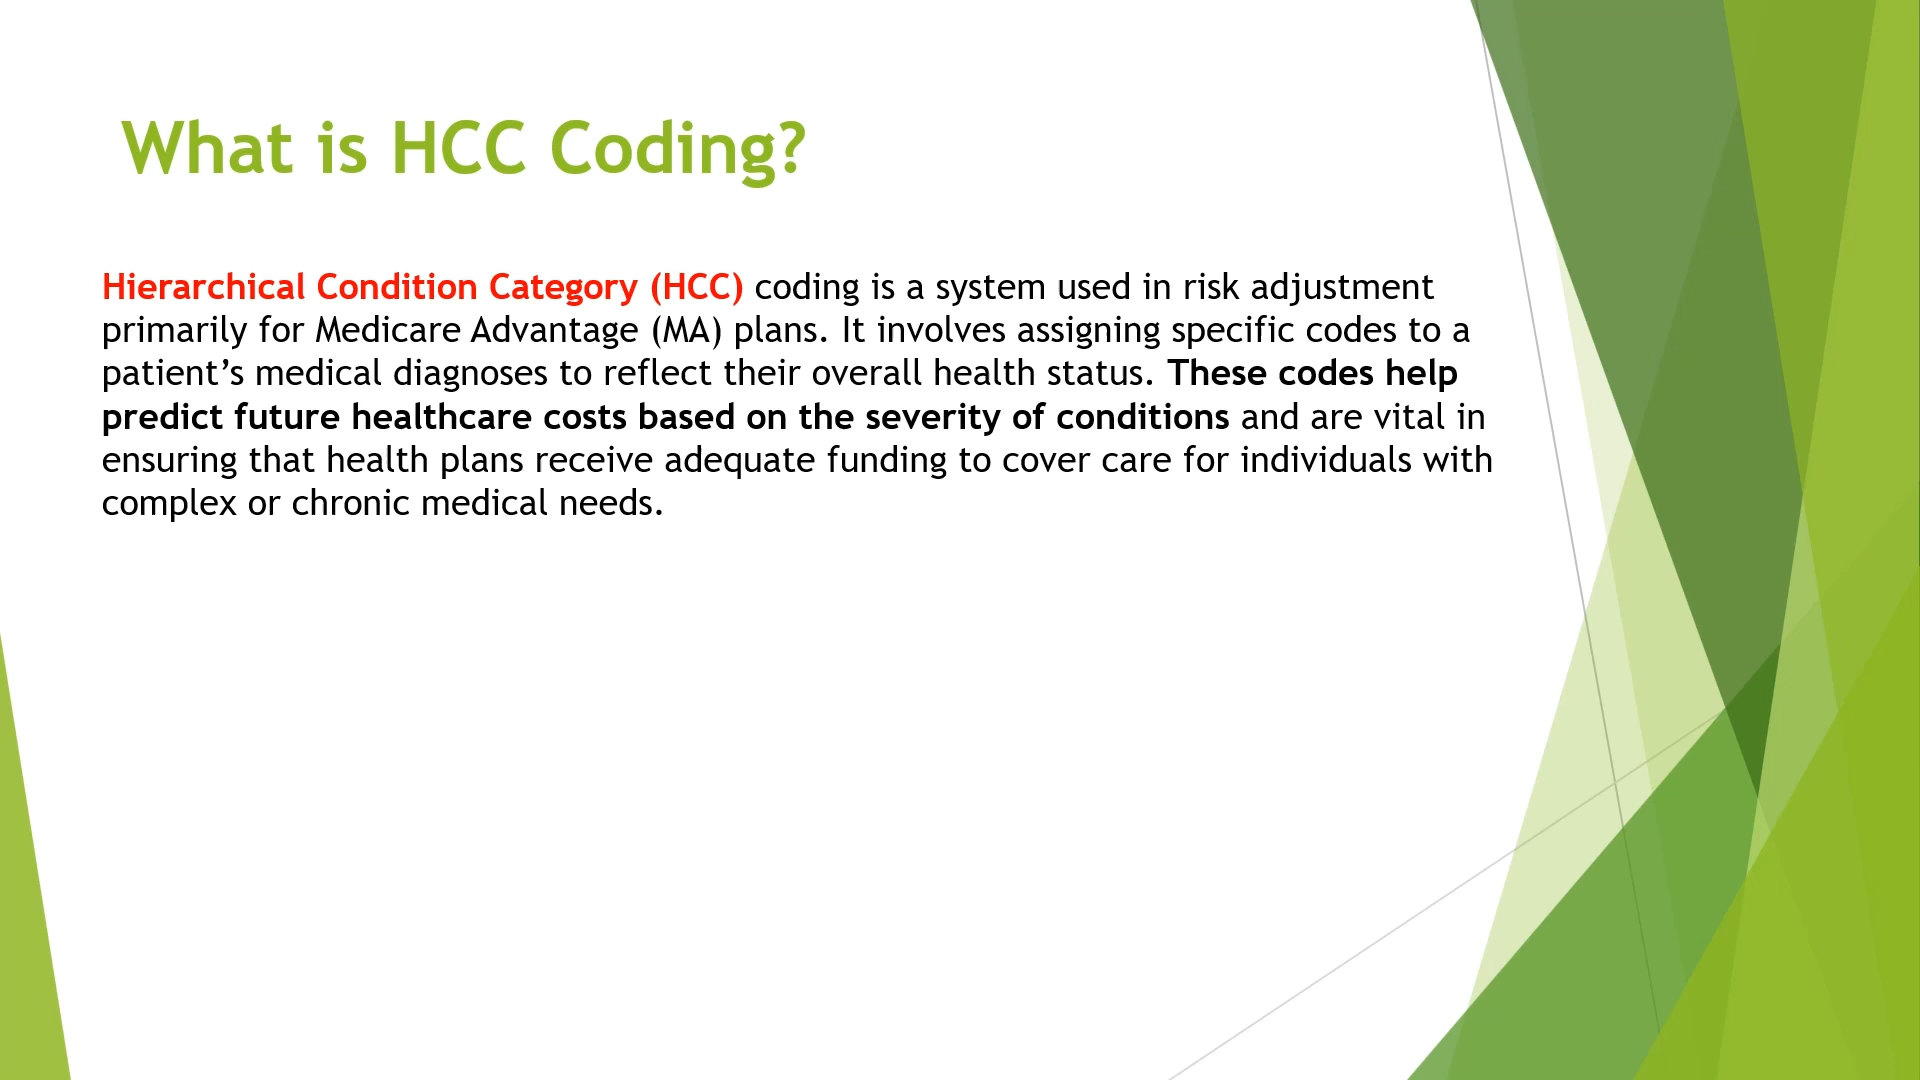 What is HCC Coding?
Hierarchical Condition Category (HCC) coding is a system used in risk adjustment
primarily for Medicare Advantage (MA) plans. It involves assigning specific codes to a
patient’s medical diagnoses to reflect their overall health status. These codes help
predict future healthcare costs based on the severity of conditions and are vital in
ensuring that health plans receive adequate funding to cover care for individuals with
complex or chronic medical needs.